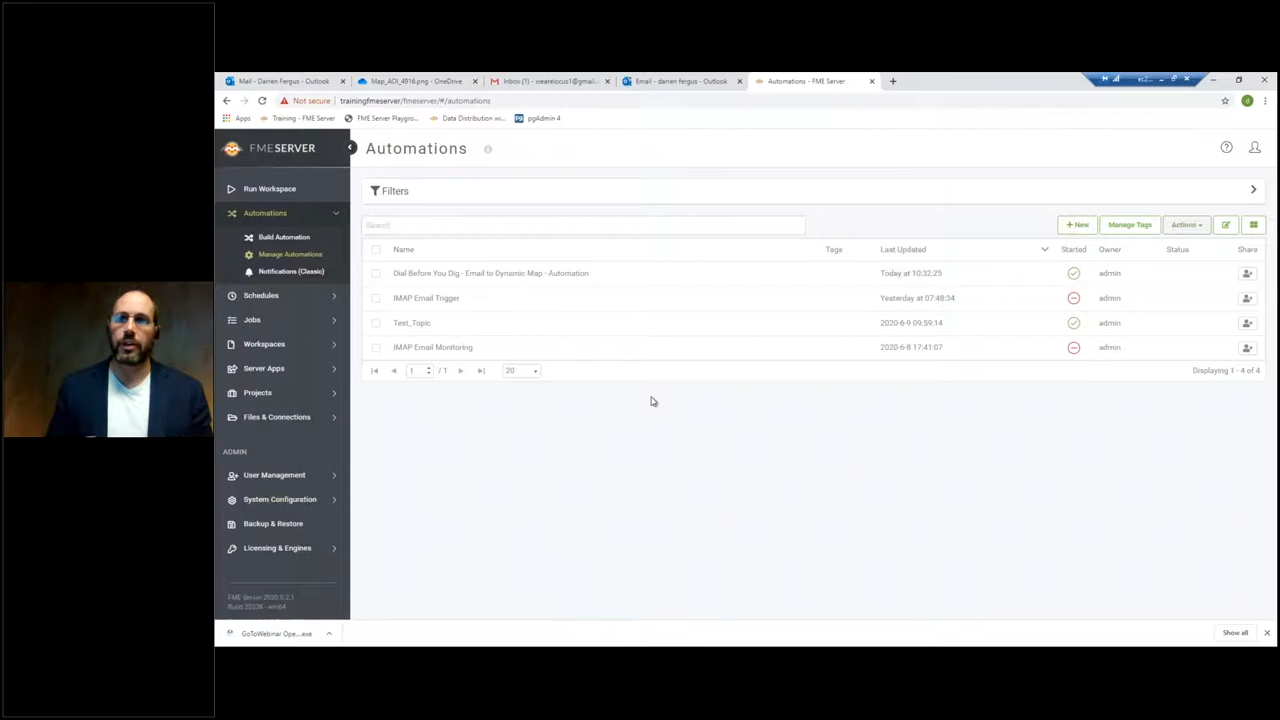 Mail - Darren Fergus - Outlook
Map_AOI_4916.png - OneDrive
Inbox (1) - wearelocus1@gmail
Email - darren fergus - Outlook
Automations - FME Server
ec2...
Not secure
trainingfmeserver/fmeserver/#/automations
Apps
Training - FME Server
FME Server Playgro...
Data Distribution wi...
pgAdmin 4
FMESERVER
Automations
Run Workspace
Filters
Automations
Search
+ New
Manage Tags
Actions
Build Automation
Manage Automations
Notifications (Classic)
Schedules
Jobs
Workspaces
Server Apps
Projects
Files & Connections
ADMIN
User Management
System Configuration
Backup & Restore
Licensing & Engines
Name Tags Last Updated Started Owner Status Share
Dial Before You Dig - Email to Dynamic Map - Automation Today at 10:32:25 admin
IMAP Email Trigger Yesterday at 07:48:34 admin
Test_Topic 2020-6-9 09:59:14 admin
IMAP Email Monitoring 2020-6-8 17:41:07 admin
1 / 1 20 Displaying 1 - 4 of 4
FME Server 2020.0.2.1
Build 20238 - win64
GoToWebinar Ope....exe
Show all